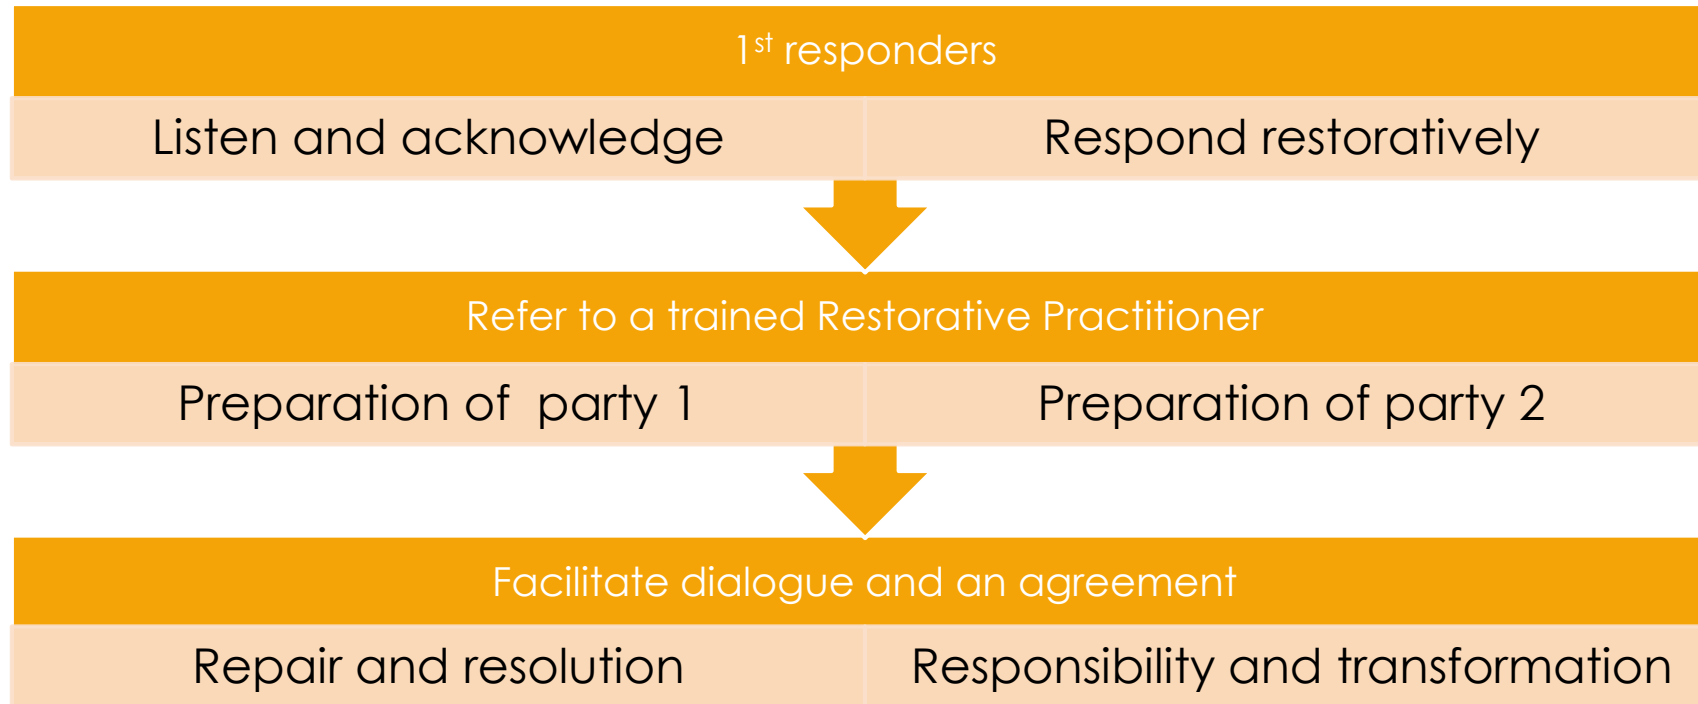 1st responders
Listen and acknowledge
Respond restoratively
Refer to a trained Restorative Practitioner
Preparation of  party 1
Preparation of party 2
Facilitate dialogue and an agreement
Repair and resolution
Responsibility and transformation